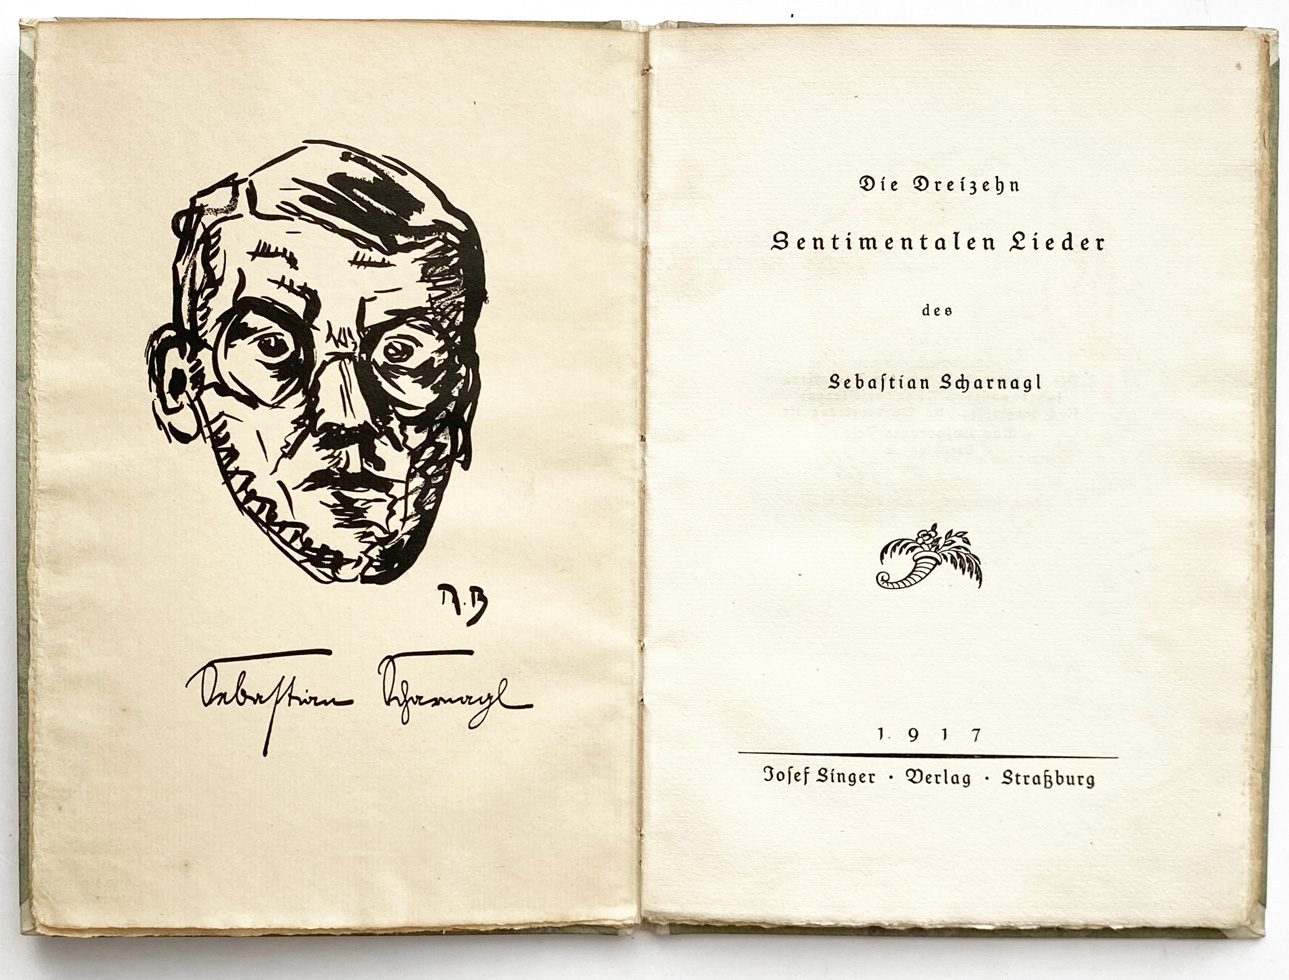 R.B
Sebastian Scharnagl
Die Dreizehn
Sentimentalen Lieder
des
Sebaſtian Scharnagl
1917
Joſef Singer · Verlag · Straßburg